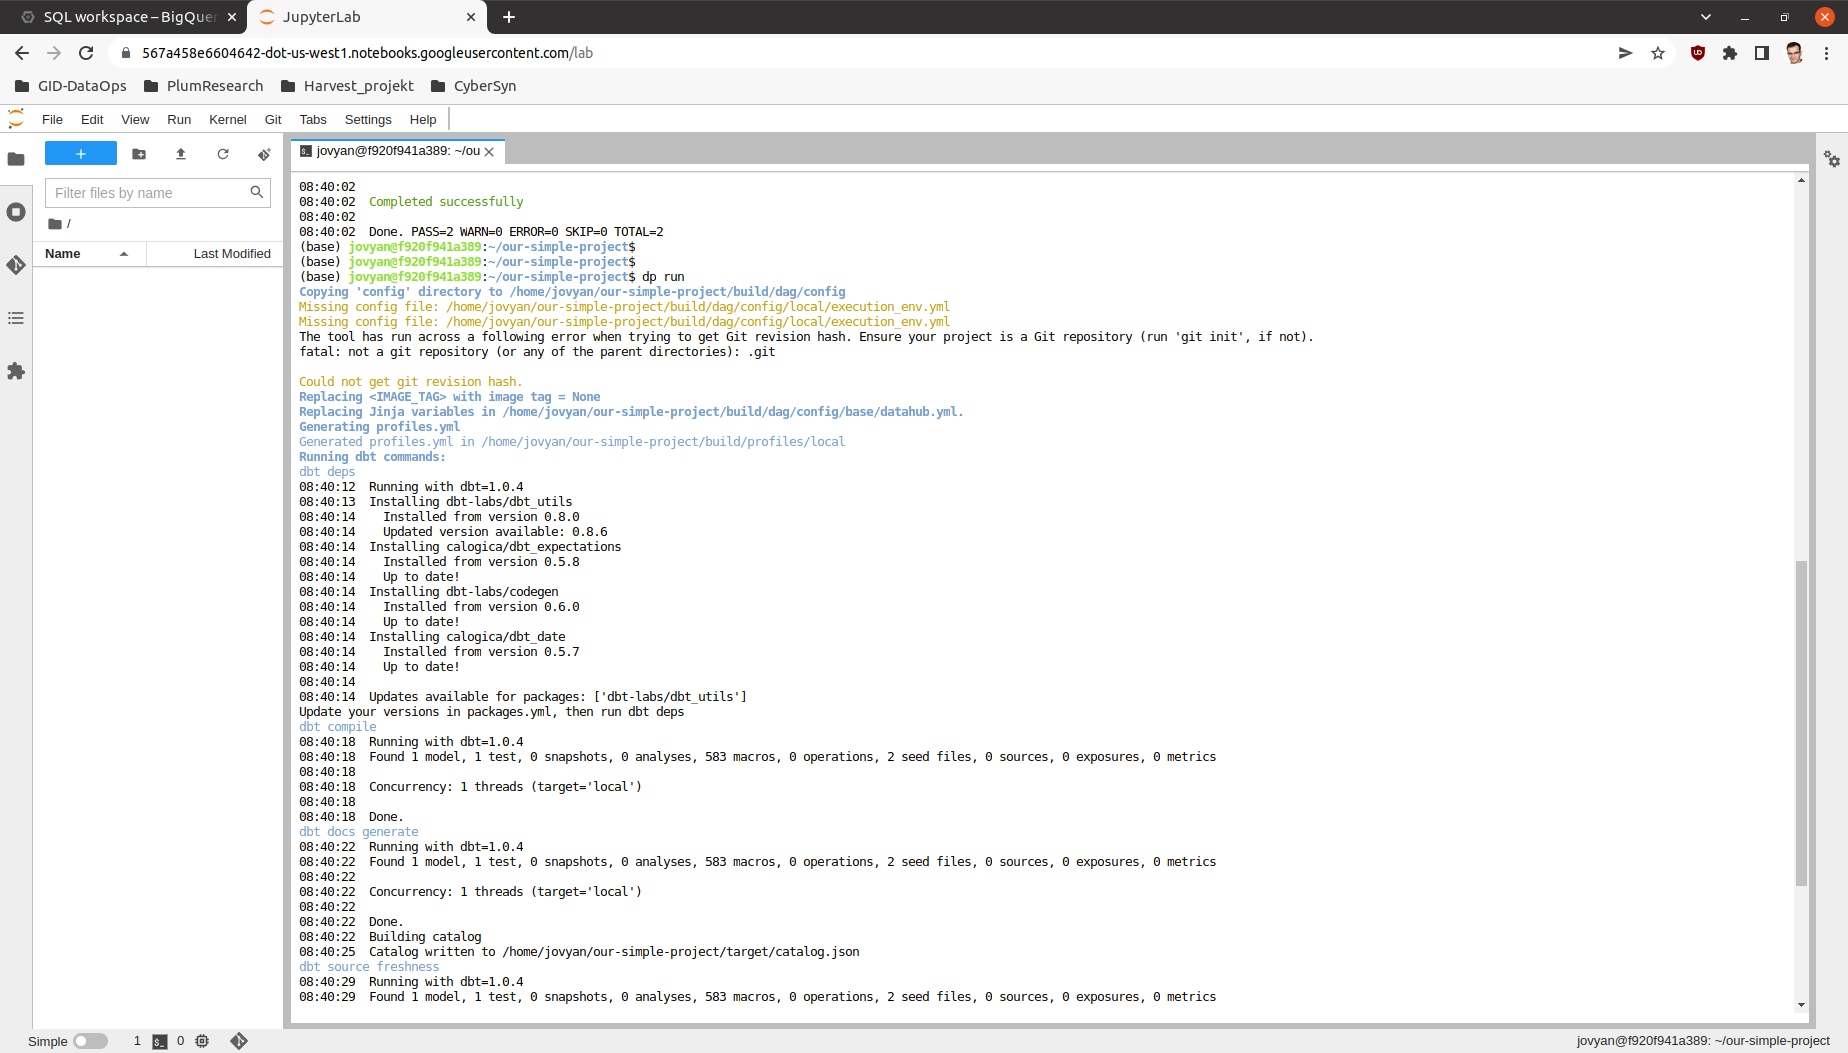 SQL workspace – BigQuer
JupyterLab
567a458e6604642-dot-us-west1.notebooks.googleusercontent.com/lab
GID-DataOps PlumResearch Harvest_projekt CyberSyn
File Edit View Run Kernel Git Tabs Settings Help
jovyan@f920f941a389: ~/ou
Filter files by name
/
Name Last Modified
08:40:02
08:40:02  Completed successfully
08:40:02
08:40:02  Done. PASS=2 WARN=0 ERROR=0 SKIP=0 TOTAL=2
(base) jovyan@f920f941a389:~/our-simple-project$
(base) jovyan@f920f941a389:~/our-simple-project$
(base) jovyan@f920f941a389:~/our-simple-project$ dp run
Copying 'config' directory to /home/jovyan/our-simple-project/build/dag/config
Missing config file: /home/jovyan/our-simple-project/build/dag/config/local/execution_env.yml
Missing config file: /home/jovyan/our-simple-project/build/dag/config/local/execution_env.yml
The tool has run across a following error when trying to get Git revision hash. Ensure your project is a Git repository (run 'git init', if not).
fatal: not a git repository (or any of the parent directories): .git
Could not get git revision hash.
Replacing <IMAGE_TAG> with image tag = None
Replacing Jinja variables in /home/jovyan/our-simple-project/build/dag/config/base/datahub.yml.
Generating profiles.yml
Generated profiles.yml in /home/jovyan/our-simple-project/build/profiles/local
Running dbt commands:
dbt deps
08:40:12  Running with dbt=1.0.4
08:40:13  Installing dbt-labs/dbt_utils
08:40:14    Installed from version 0.8.0
08:40:14    Updated version available: 0.8.6
08:40:14  Installing calogica/dbt_expectations
08:40:14    Installed from version 0.5.8
08:40:14    Up to date!
08:40:14  Installing dbt-labs/codegen
08:40:14    Installed from version 0.6.0
08:40:14    Up to date!
08:40:14  Installing calogica/dbt_date
08:40:14    Installed from version 0.5.7
08:40:14    Up to date!
08:40:14
08:40:14  Updates available for packages: ['dbt-labs/dbt_utils']
Update your versions in packages.yml, then run dbt deps
dbt compile
08:40:18  Running with dbt=1.0.4
08:40:18  Found 1 model, 1 test, 0 snapshots, 0 analyses, 583 macros, 0 operations, 2 seed files, 0 sources, 0 exposures, 0 metrics
08:40:18
08:40:18  Concurrency: 1 threads (target='local')
08:40:18
08:40:18  Done.
dbt docs generate
08:40:22  Running with dbt=1.0.4
08:40:22  Found 1 model, 1 test, 0 snapshots, 0 analyses, 583 macros, 0 operations, 2 seed files, 0 sources, 0 exposures, 0 metrics
08:40:22
08:40:22  Concurrency: 1 threads (target='local')
08:40:22
08:40:22  Done.
08:40:22  Building catalog
08:40:25  Catalog written to /home/jovyan/our-simple-project/target/catalog.json
dbt source freshness
08:40:29  Running with dbt=1.0.4
08:40:29  Found 1 model, 1 test, 0 snapshots, 0 analyses, 583 macros, 0 operations, 2 seed files, 0 sources, 0 exposures, 0 metrics
Simple 1 0 jovyan@f920f941a389: ~/our-simple-project